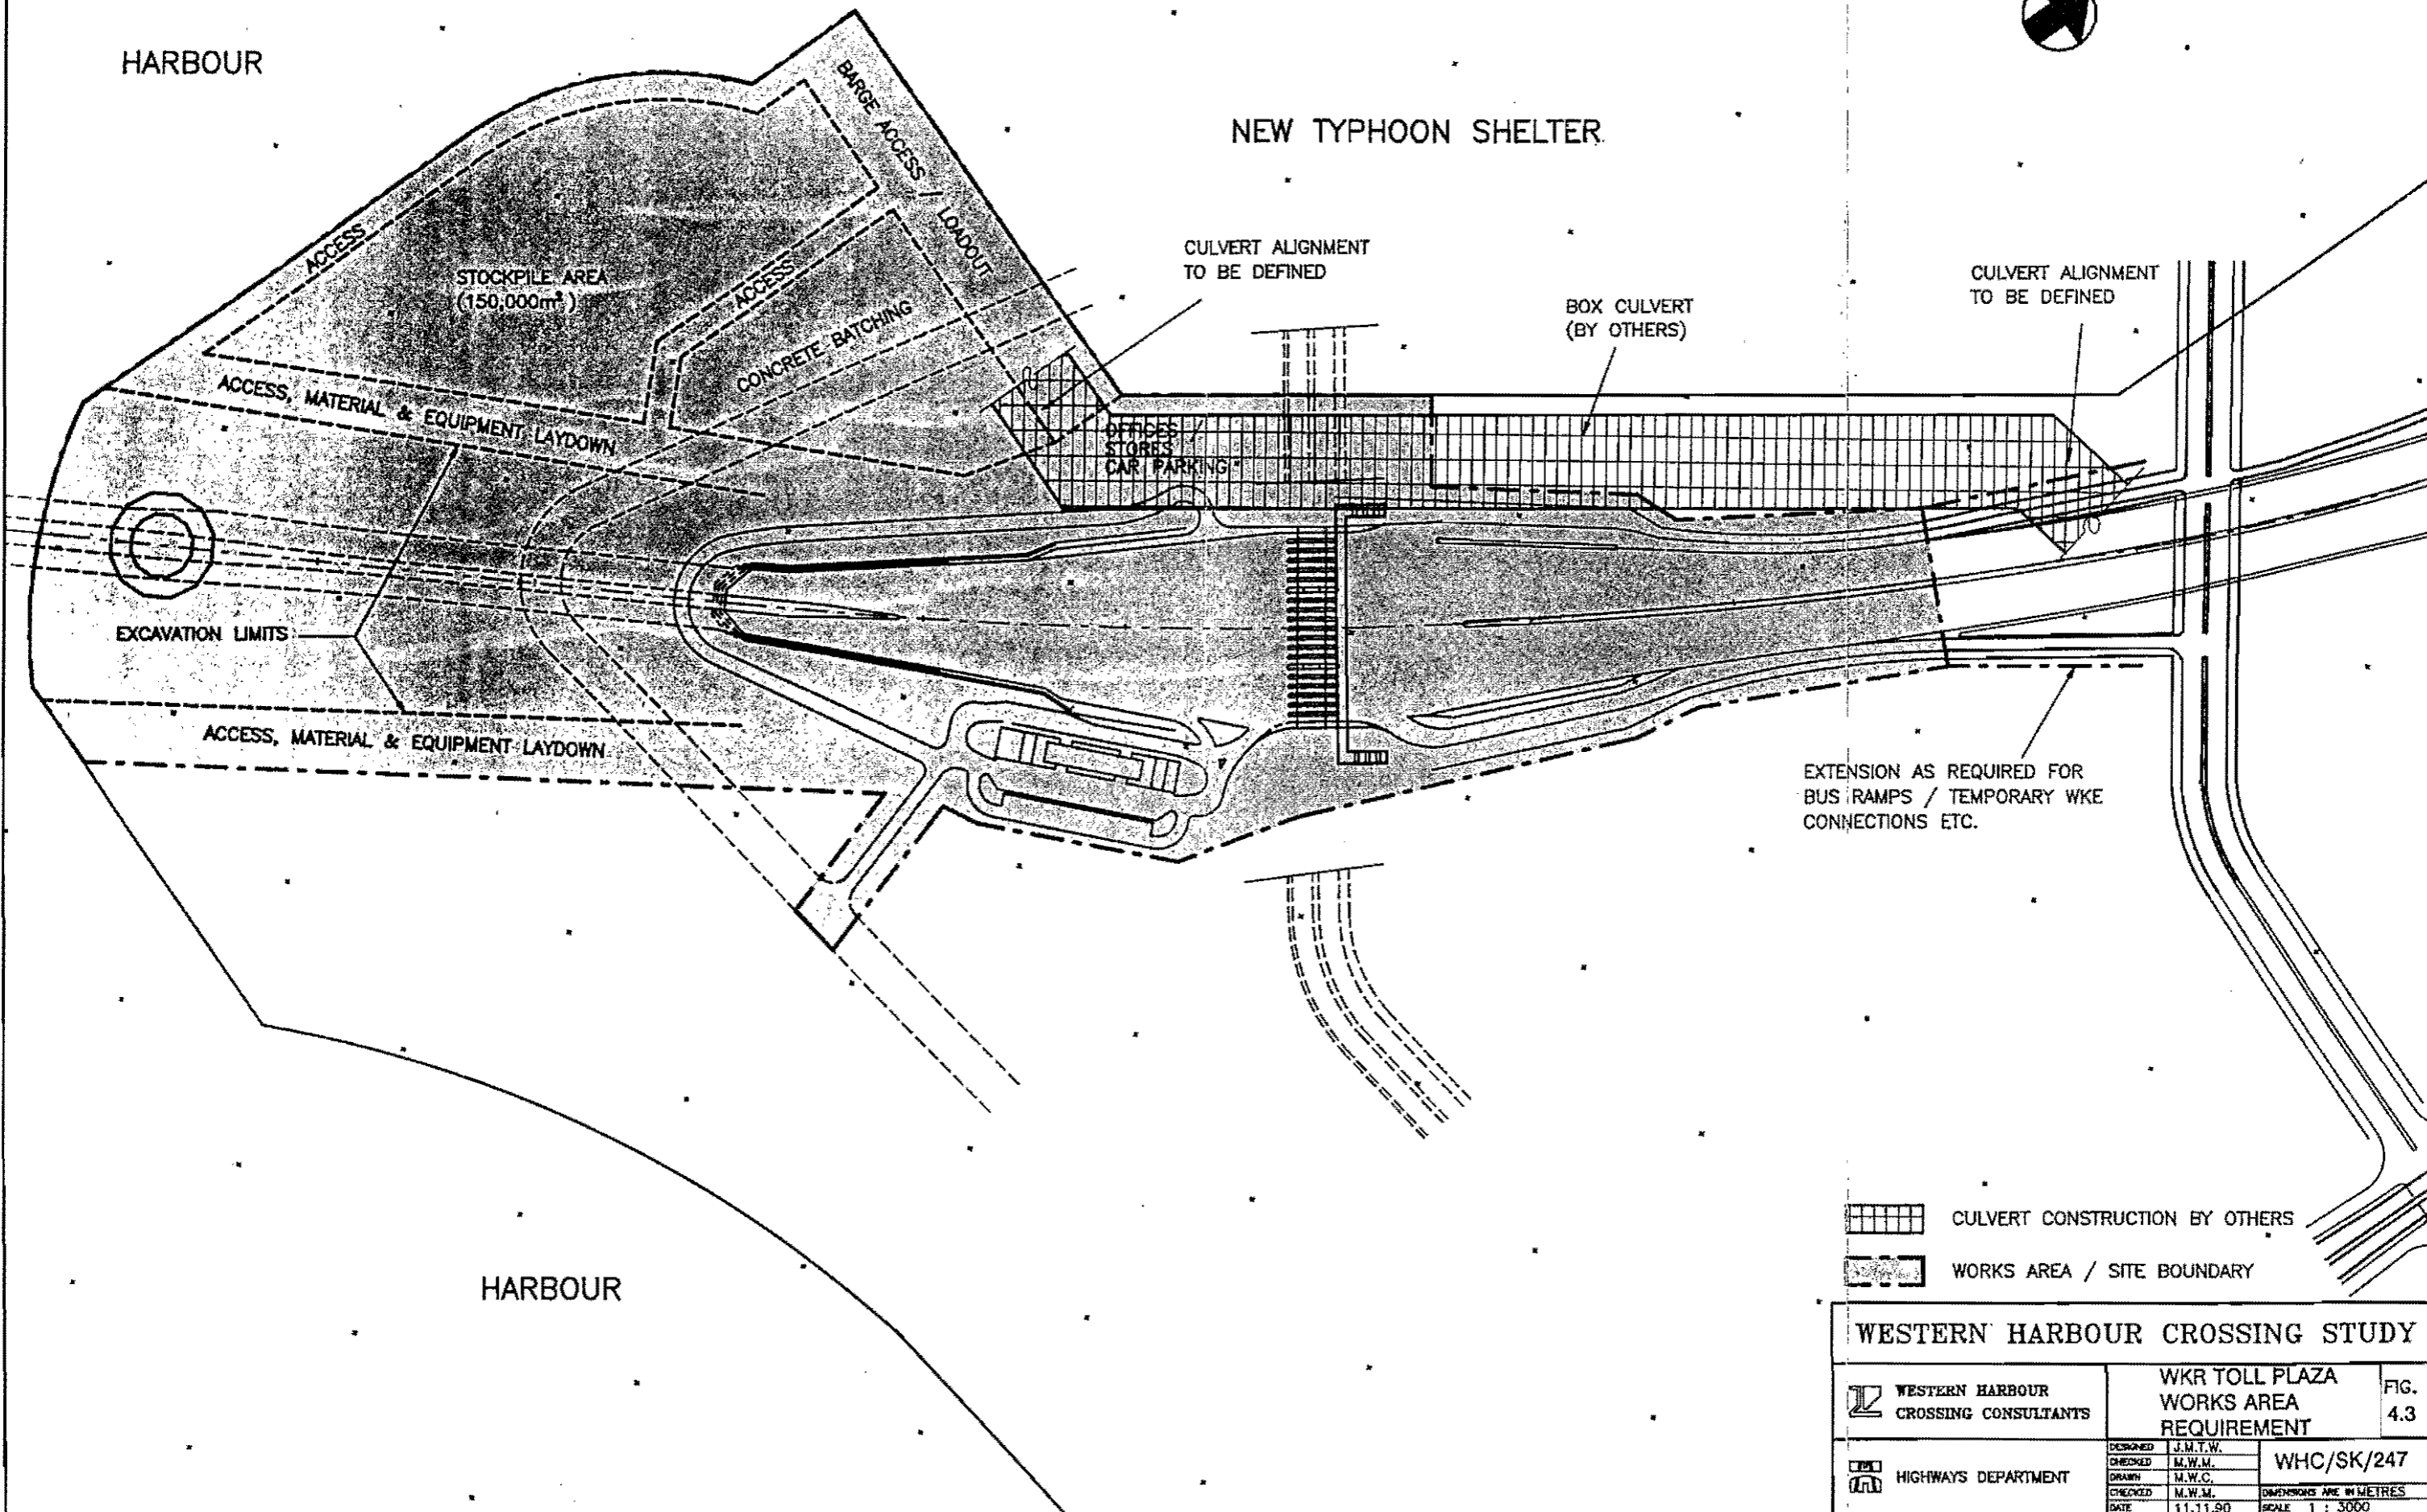 HARBOUR
NEW TYPHOON SHELTER
BARGE ACCESS / LOADOUT
ACCESS
STOCKPILE AREA
(150,000m²)
ACCESS
CONCRETE BATCHING
CULVERT ALIGNMENT
TO BE DEFINED
BOX CULVERT
(BY OTHERS)
CULVERT ALIGNMENT
TO BE DEFINED
ACCESS, MATERIAL & EQUIPMENT LAYDOWN
OFFICES
STORES
CAR PARKING
EXCAVATION LIMITS
ACCESS, MATERIAL & EQUIPMENT LAYDOWN
EXTENSION AS REQUIRED FOR
BUS RAMPS / TEMPORARY WKE
CONNECTIONS ETC.
HARBOUR
CULVERT CONSTRUCTION BY OTHERS
WORKS AREA / SITE BOUNDARY
WESTERN HARBOUR CROSSING STUDY
WESTERN HARBOUR
CROSSING CONSULTANTS
WKR TOLL PLAZA
WORKS AREA
REQUIREMENT
FIG.
4.3
HIGHWAYS DEPARTMENT
DESIGNED J.M.T.W.
CHECKED M.W.M.
DRAWN M.W.C.
CHECKED M.W.M.
DATE 11.11.90
WHC/SK/247
DIMENSIONS ARE IN METRES
SCALE 1 : 3000